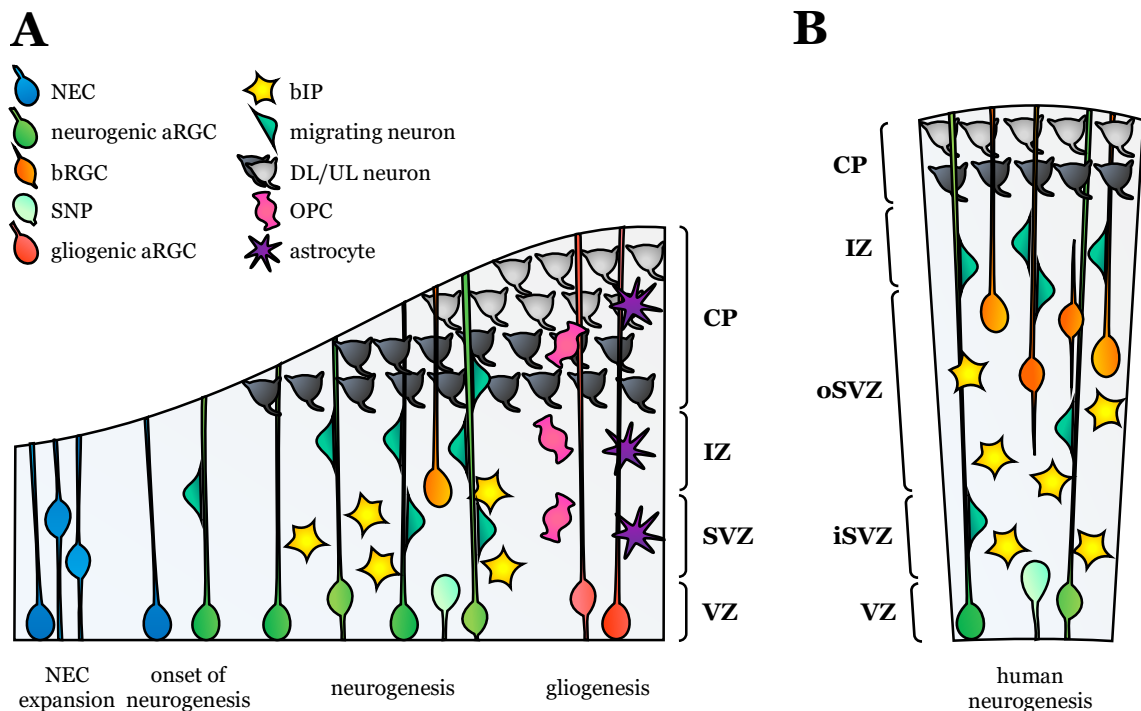 A
NEC
neurogenic aRGC
bRGC
SNP
gliogenic aRGC
bIP
migrating neuron
DL/UL neuron
OPC
astrocyte
CP
IZ
SVZ
VZ
NEC
expansion
onset of
neurogenesis
neurogenesis
gliogenesis
B
CP
IZ
oSVZ
iSVZ
VZ
human
neurogenesis